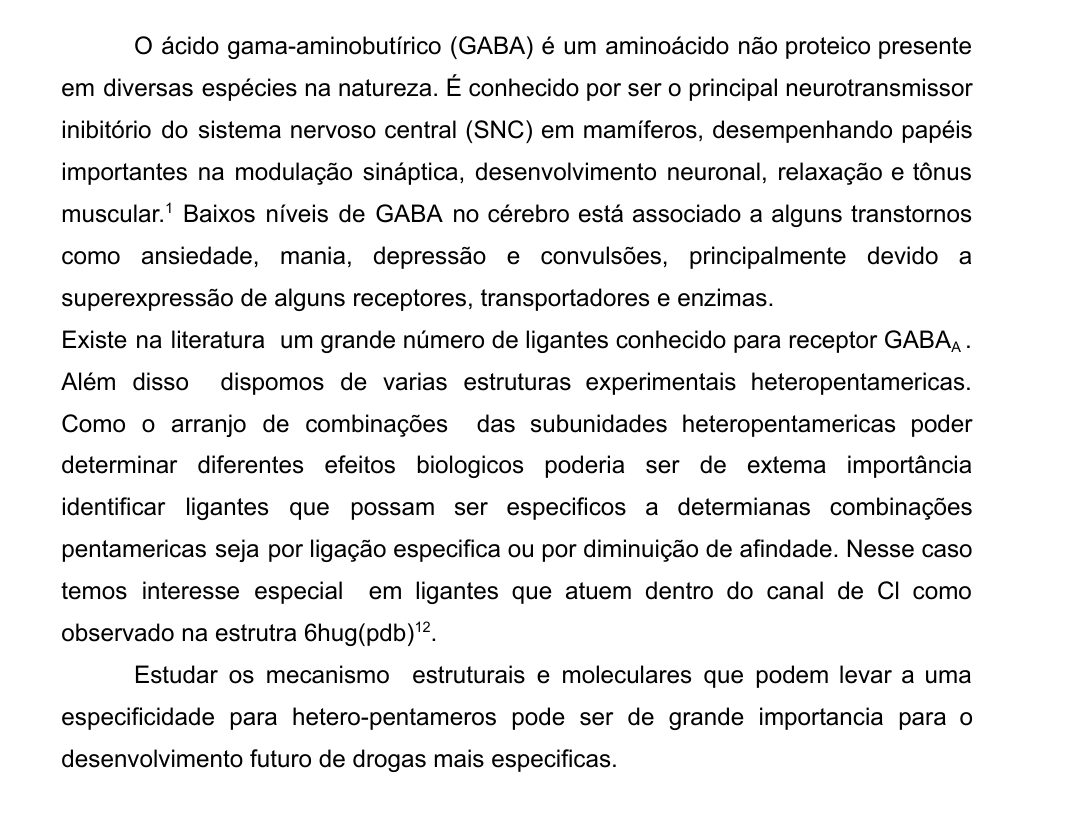 O ácido gama-aminobutírico (GABA) é um aminoácido não proteico presente
em diversas espécies na natureza. É conhecido por ser o principal neurotransmissor
inibitório do sistema nervoso central (SNC) em mamíferos, desempenhando papéis
importantes na modulação sináptica, desenvolvimento neuronal, relaxação e tônus
muscular.¹ Baixos níveis de GABA no cérebro está associado a alguns transtornos
como ansiedade, mania, depressão e convulsões, principalmente devido a
superexpressão de alguns receptores, transportadores e enzimas.
Existe na literatura um grande número de ligantes conhecido para receptor GABA_A .
Além disso dispomos de varias estruturas experimentais heteropentamericas.
Como o arranjo de combinações das subunidades heteropentamericas poder
determinar diferentes efeitos biologicos poderia ser de extema importância
identificar ligantes que possam ser especificos a determianas combinações
pentamericas seja por ligação especifica ou por diminuição de afindade. Nesse caso
temos interesse especial em ligantes que atuem dentro do canal de Cl como
observado na estrutra 6hug(pdb)¹².
Estudar os mecanismo estruturais e moleculares que podem levar a uma
especificidade para hetero-pentameros pode ser de grande importancia para o
desenvolvimento futuro de drogas mais especificas.